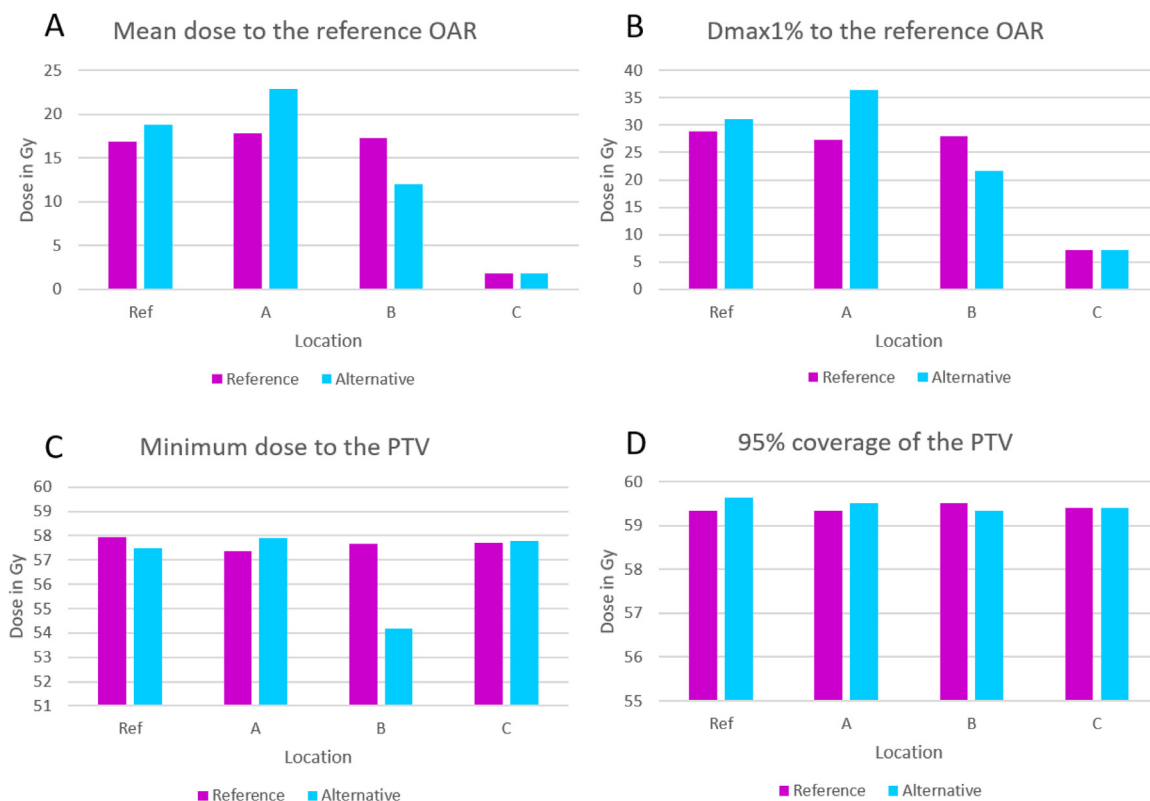 A
Mean dose to the reference OAR
25
20
15
10
5
0
Dose in Gy
Ref A B C
Location
Reference Alternative
B
Dmax1% to the reference OAR
40
35
30
25
20
15
10
5
0
Dose in Gy
Ref A B C
Location
Reference Alternative
C
Minimum dose to the PTV
60
59
58
57
56
55
54
53
52
51
Dose in Gy
Ref A B C
Location
Reference Alternative
D
95% coverage of the PTV
60
59
58
57
56
55
Dose in Gy
Ref A B C
Location
Reference Alternative